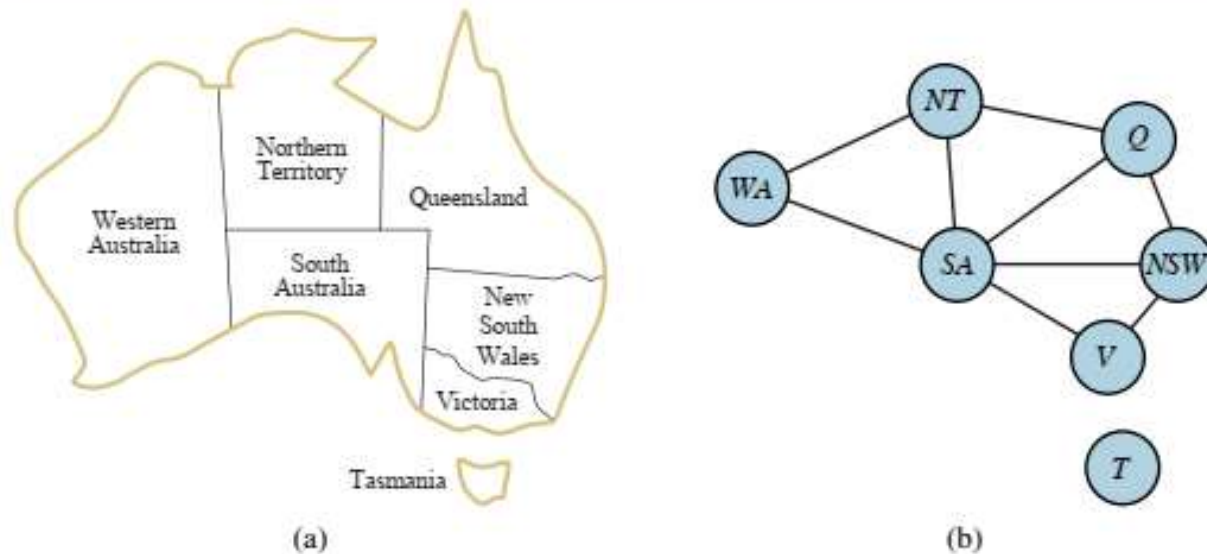 Northern
Territory
Western
Australia
Queensland
South
Australia
New
South
Wales
Victoria
Tasmania
(a)
NT
Q
WA
SA
NSW
V
T
(b)